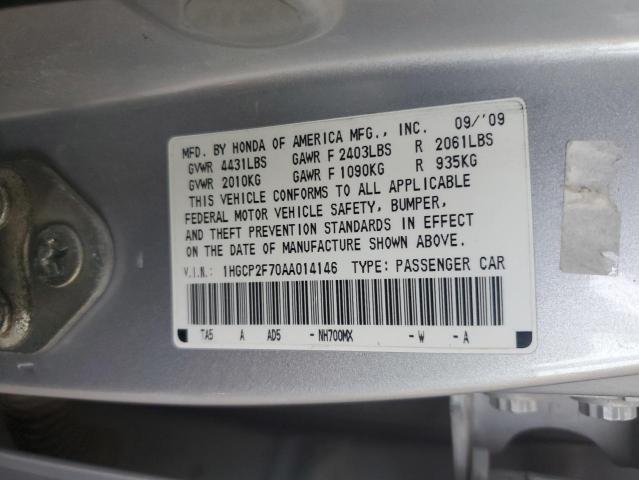 MFD. BY HONDA OF AMERICA MFG., INC. 09/'09
GVWR 4431LBS GAWR F 2403LBS R 2061LBS
GVWR 2010KG GAWR F 1090KG R 935KG
THIS VEHICLE CONFORMS TO ALL APPLICABLE
FEDERAL MOTOR VEHICLE SAFETY, BUMPER,
AND THEFT PREVENTION STANDARDS IN EFFECT
ON THE DATE OF MANUFACTURE SHOWN ABOVE.
V.I.N.: 1HGCP2F70AA014146 TYPE: PASSENGER CAR
TA5 A AD5 - NH700MX - W - A